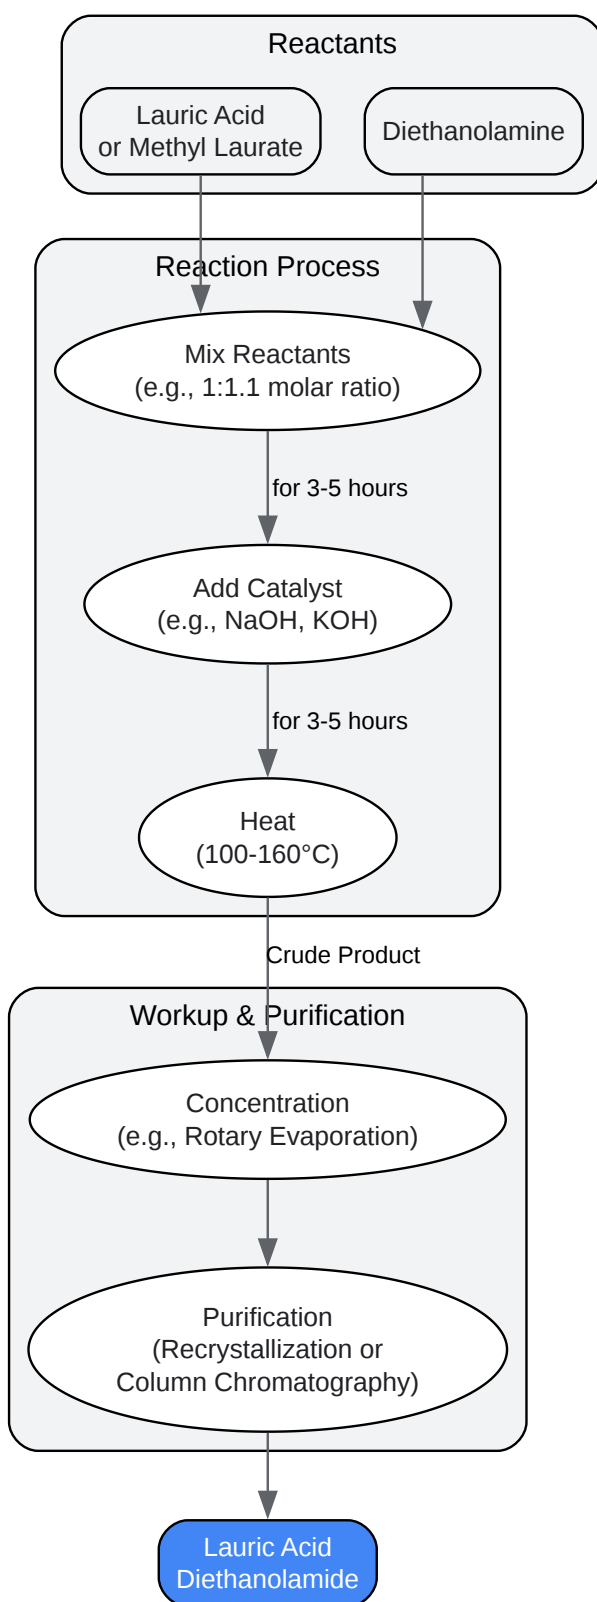 Reactants
Lauric Acid
or Methyl Laurate
Diethanolamine
Reaction Process
Mix Reactants
(e.g., 1:1.1 molar ratio)
for 3-5 hours
Add Catalyst
(e.g., NaOH, KOH)
for 3-5 hours
Heat
(100-160°C)
Crude Product
Workup & Purification
Concentration
(e.g., Rotary Evaporation)
Purification
(Recrystallization or
Column Chromatography)
Lauric Acid
Diethanolamide